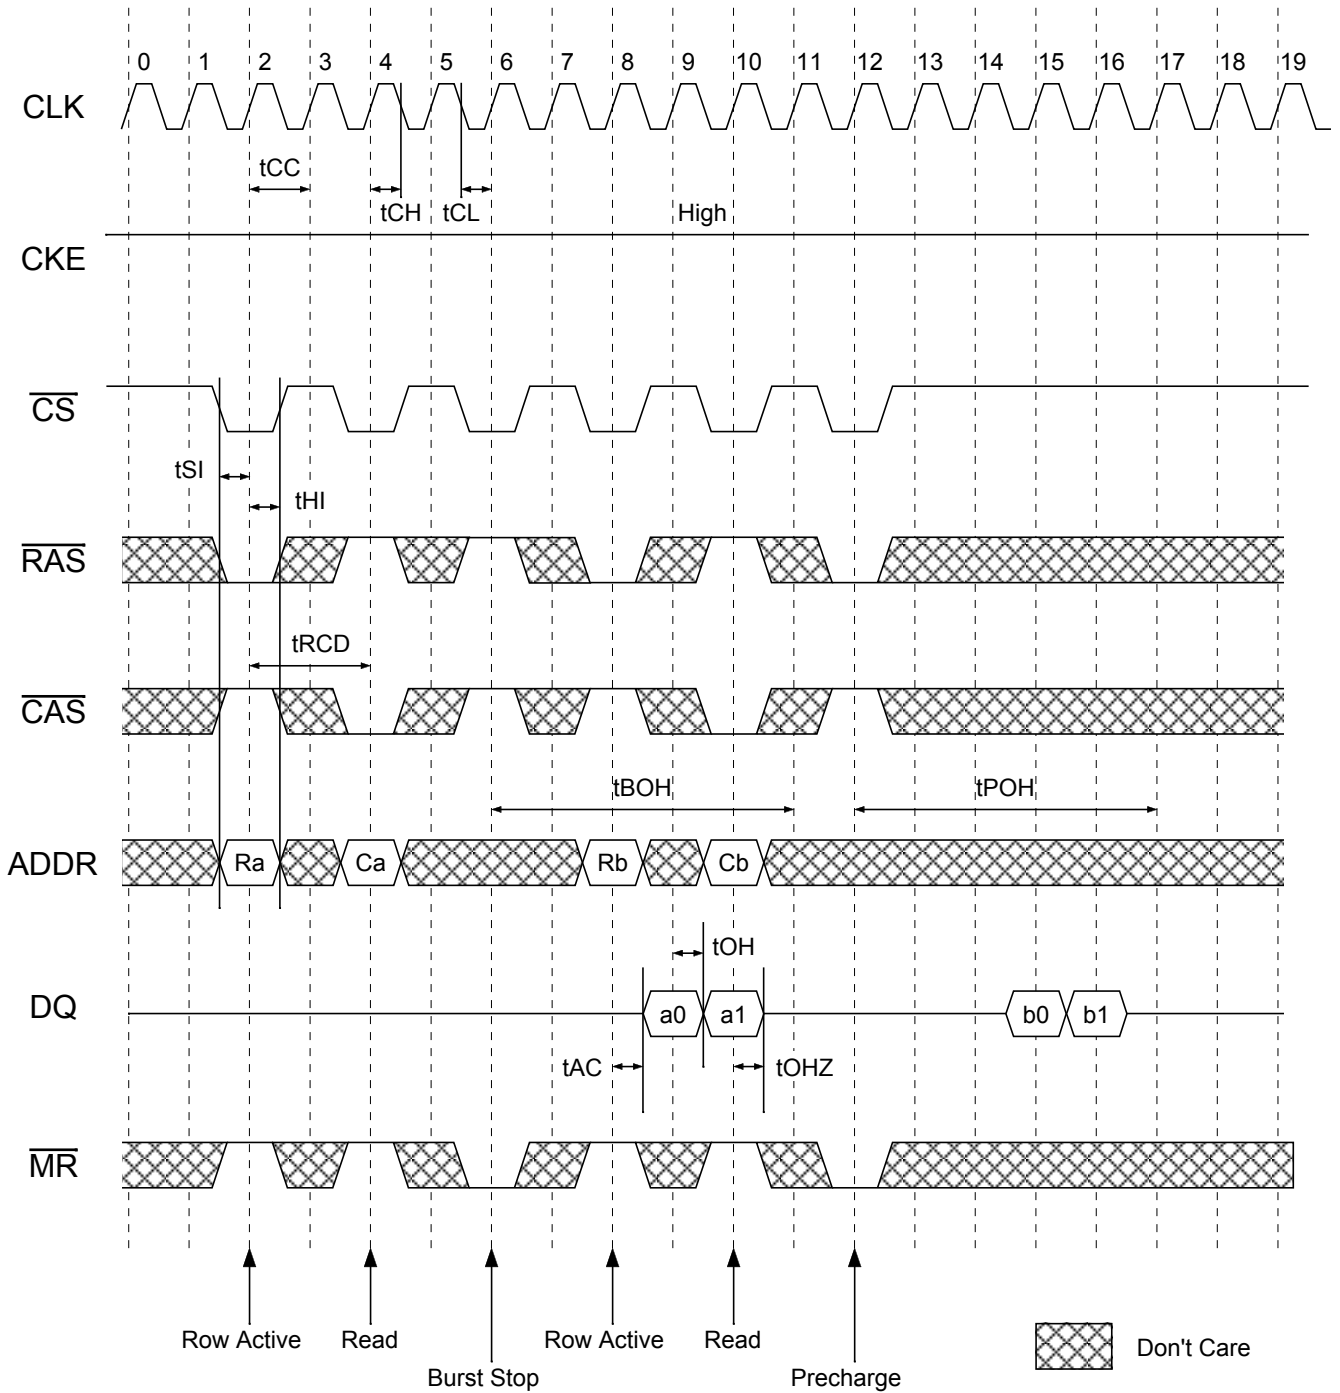 0 1 2 3 4 5 6 7 8 9 10 11 12 13 14 15 16 17 18 19
CLK
tCC
tCH tCL High
CKE
CS
tSI
tHI
RAS
tRCD
CAS
tBOH tPOH
ADDR Ra Ca Rb Cb
tOH
DQ a0 a1 b0 b1
tAC tOHZ
MR
Row Active Read Row Active Read Don't Care
Burst Stop Precharge